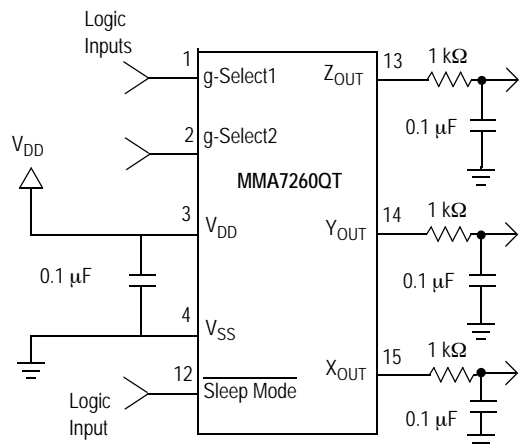 Logic
Inputs
1
g-Select1
2
g-Select2
V_DD
3
V_DD
0.1 μF
4
V_SS
12
Sleep Mode
Logic
Input
MMA7260QT
Z_OUT
13
1 kΩ
0.1 μF
Y_OUT
14
1 kΩ
0.1 μF
X_OUT
15
1 kΩ
0.1 μF